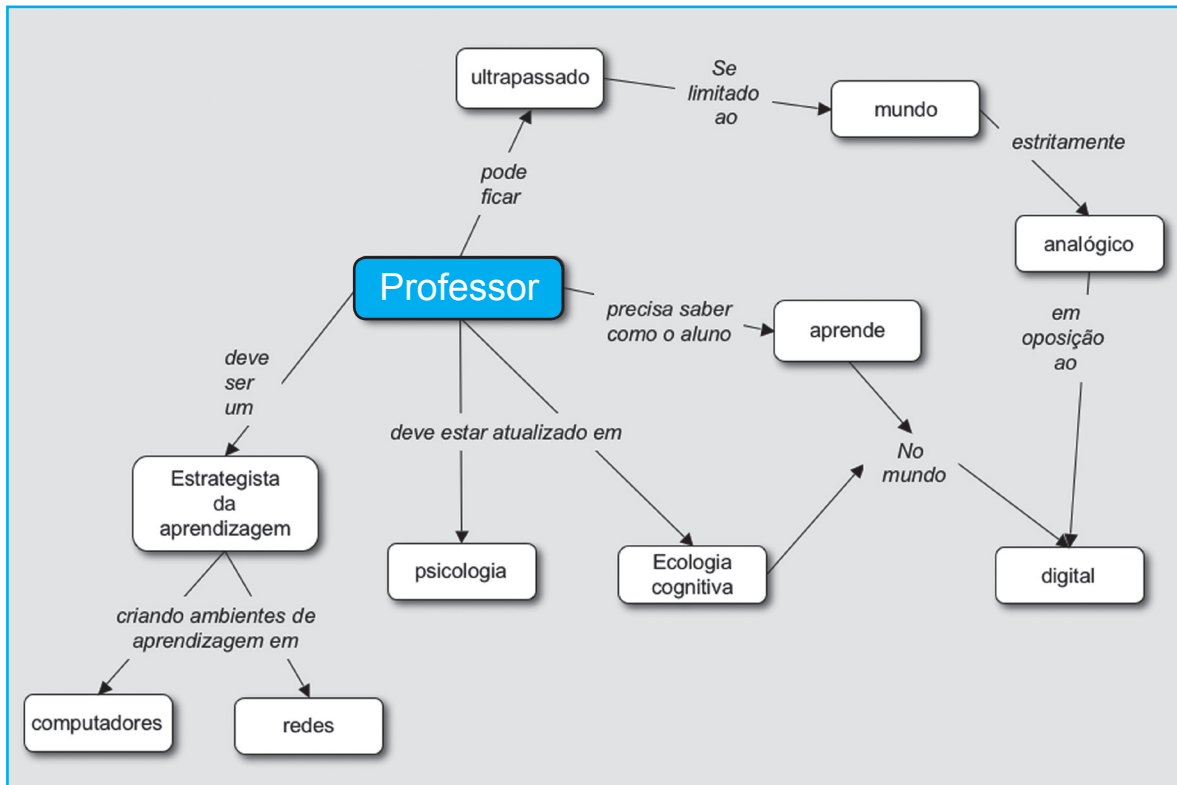 ultrapassado
Se
limitado
ao
mundo
estritamente
pode
ficar
analógico
Professor
precisa saber
como o aluno
aprende
em
oposição
ao
deve
ser
um
deve estar atualizado em
No
mundo
Estrategista
da
aprendizagem
psicologia
Ecologia
cognitiva
digital
criando ambientes de
aprendizagem em
computadores
redes